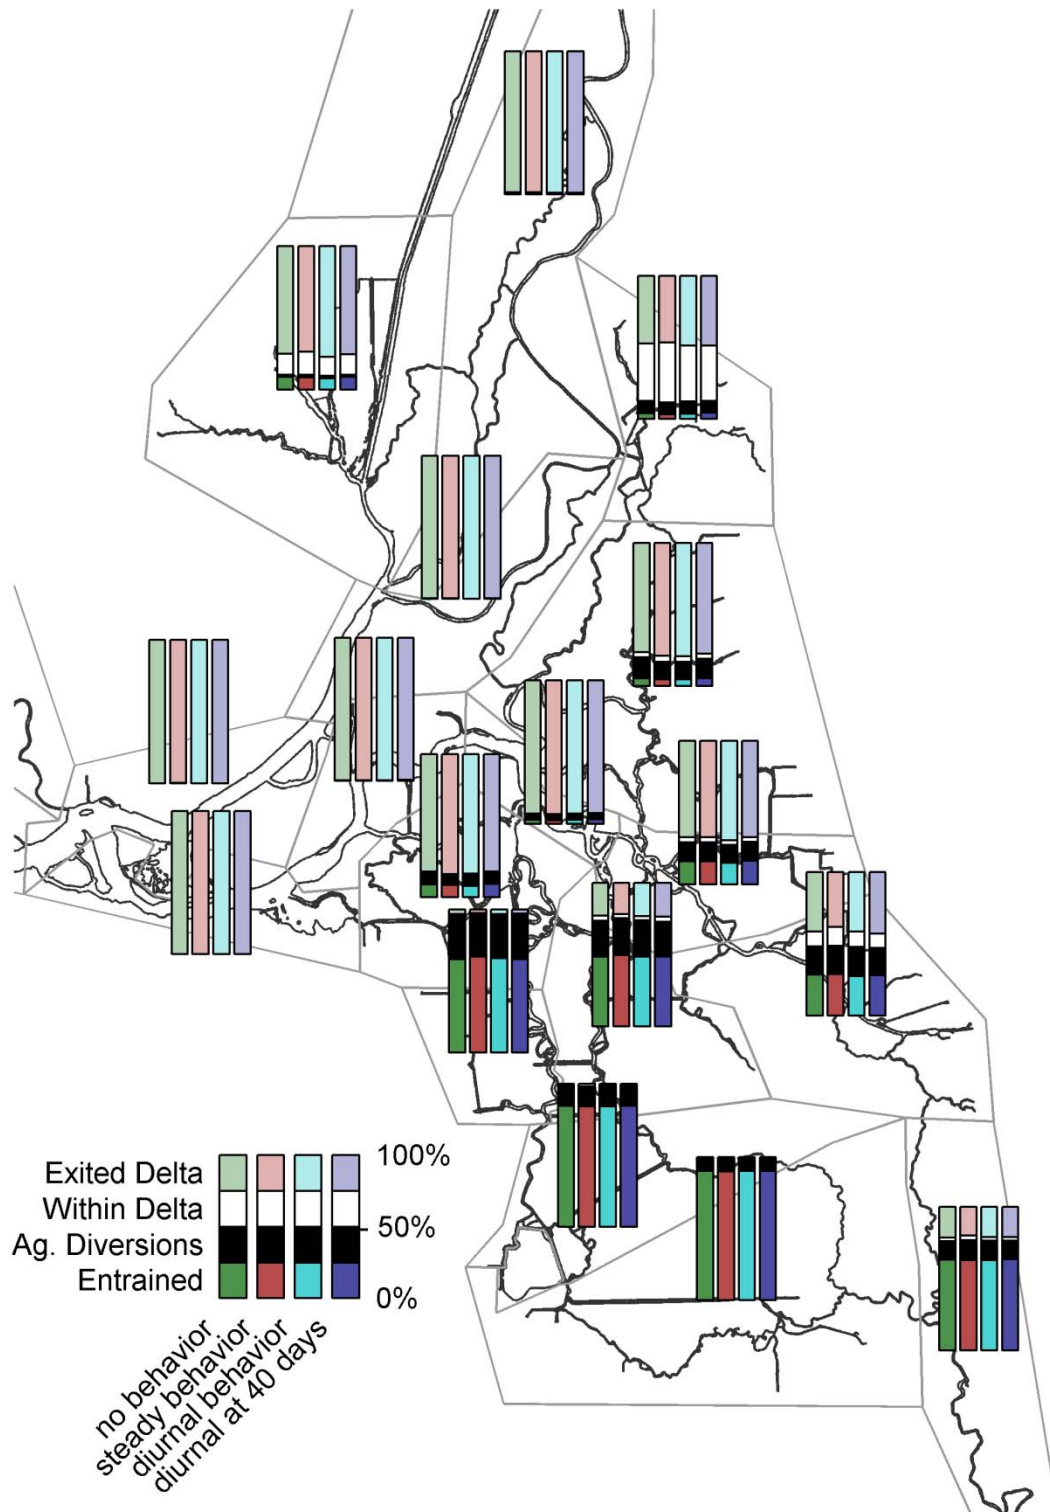 Exited Delta
Within Delta
Ag. Diversions
Entrained
100%
50%
0%
no behavior
steady behavior
diurnal behavior
diurnal at 40 days